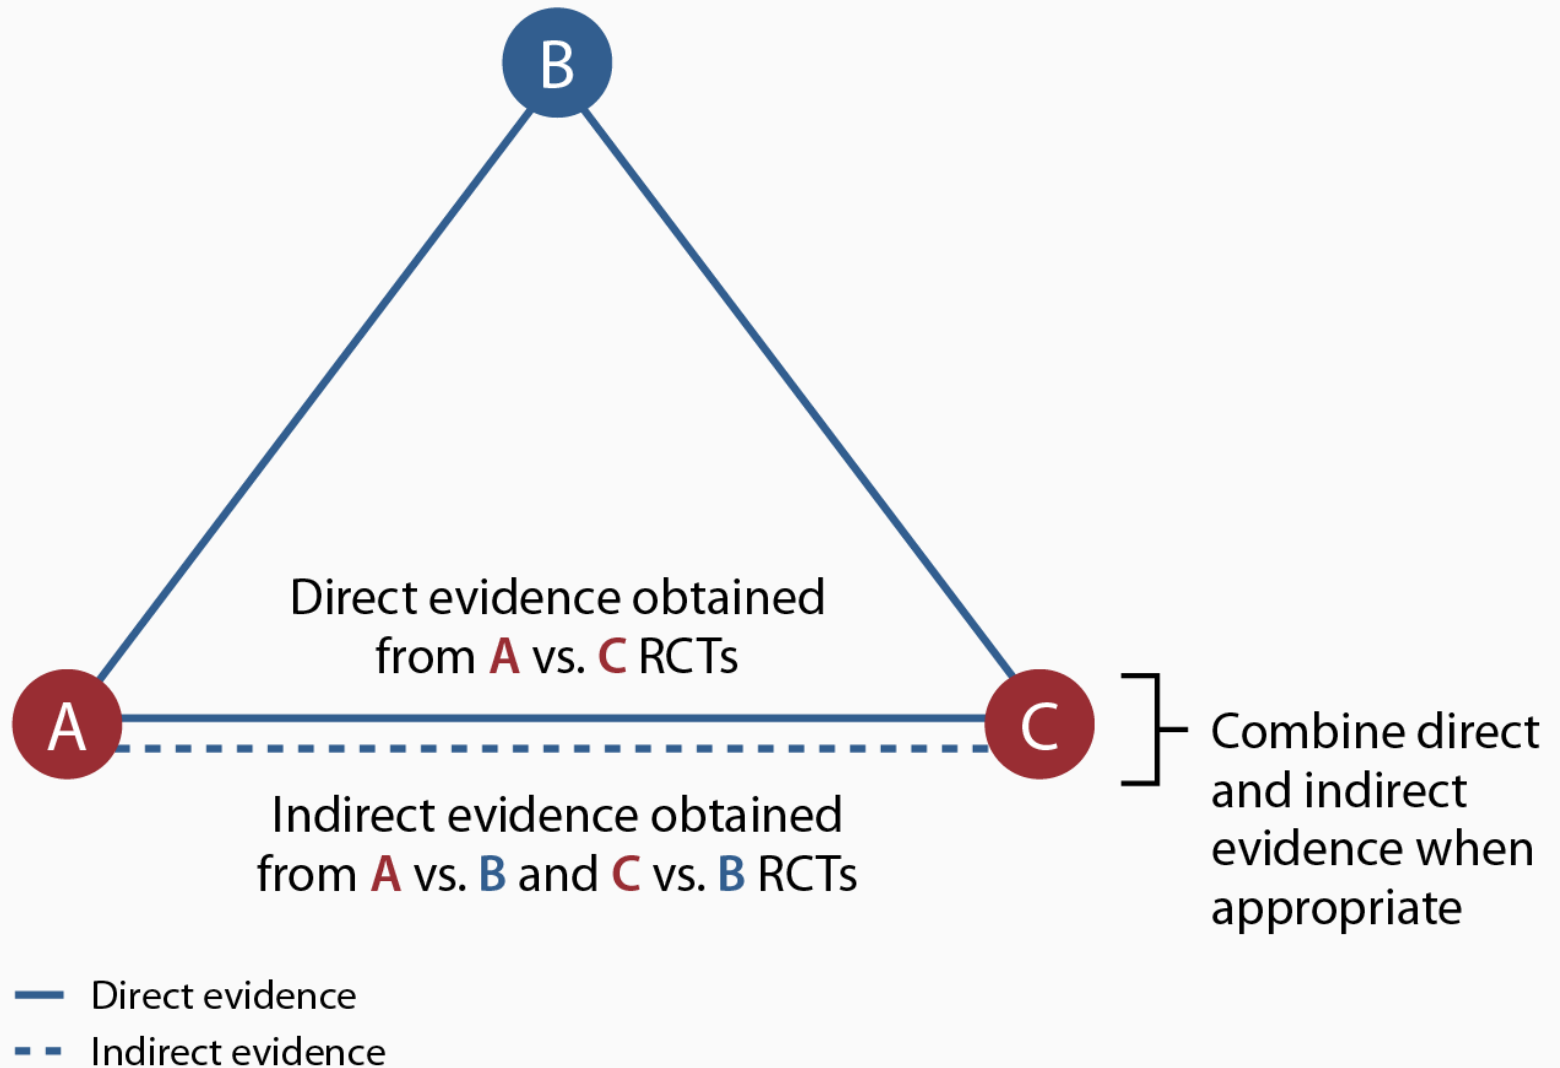 B
Direct evidence obtained
from A vs. C RCTs
A
C
Combine direct
and indirect
evidence when
appropriate
Indirect evidence obtained
from A vs. B and C vs. B RCTs
Direct evidence
Indirect evidence